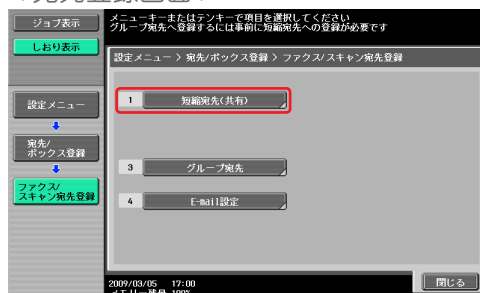 ジョブ表示
メニューキーまたはテンキーで項目を選択してください
グループ宛先へ登録するには事前に短縮宛先への登録が必要です
しおり表示
設定メニュー > 宛先/ボックス登録 > ファクス/スキャン宛先登録
設定メニュー
1 短縮宛先(共有)
宛先/
ボックス登録
3 グループ宛先
ファクス/
スキャン宛先登録
4 E-mail設定
2009/03/05 17:00
閉じる